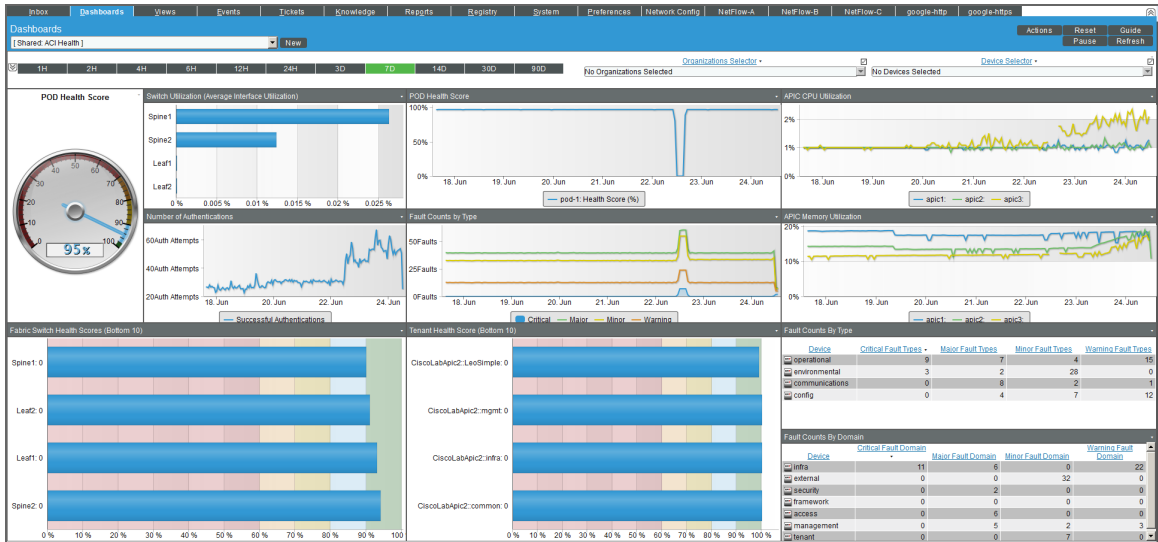 Inbox Dashboards Views Events Tickets Knowledge Reports Registry System Preferences Network Config NetFlow-A NetFlow-B NetFlow-C google-http google-https
Dashboards
Actions Reset Guide
[ Shared: ACI Health ] New
Pause Refresh
1H 2H 4H 6H 12H 24H 3D 7D 14D 30D 90D
Organizations Selector
No Organizations Selected
Device Selector
No Devices Selected
POD Health Score
0
10
20
30
40
50
60
70
80
90
100
95%
Switch Utilization (Average Interface Utilization)
Spine1
Spine2
Leaf1
Leaf2
0 % 0.005 % 0.01 % 0.015 % 0.02 % 0.025 %
POD Health Score
100%
50%
0%
18. Jun 19. Jun 20. Jun 21. Jun 22. Jun 23. Jun 24. Jun
pod-1: Health Score (%)
APIC CPU Utilization
2%
1%
0%
18. Jun 19. Jun 20. Jun 21. Jun 22. Jun 23. Jun 24. Jun
apic1: apic2: apic3:
Number of Authentications
60Auth Attempts
40Auth Attempts
20Auth Attempts
18. Jun 20. Jun 22. Jun 24. Jun
Successful Authentications
Fault Counts by Type
50Faults
25Faults
0Faults
18. Jun 19. Jun 20. Jun 21. Jun 22. Jun 23. Jun 24. Jun
Critical Major Minor Warning
APIC Memory Utilization
20%
10%
0%
18. Jun 19. Jun 20. Jun 21. Jun 22. Jun 23. Jun 24. Jun
apic1: apic2: apic3:
Fabric Switch Health Scores (Bottom 10)
Spine1: 0
Leaf2: 0
Leaf1: 0
Spine2: 0
0 % 10 % 20 % 30 % 40 % 50 % 60 % 70 % 80 % 90 % 100
Tenant Health Score (Bottom 10)
CiscoLabApic2::LeoSimple: 0
CiscoLabApic2::mgmt: 0
CiscoLabApic2::infra: 0
CiscoLabApic2::common: 0
0 % 10 % 20 % 30 % 40 % 50 % 60 % 70 % 80 % 90 % 100 %
Fault Counts By Type
Device Critical Fault Types Major Fault Types Minor Fault Types Warning Fault Types
operational 9 7 4 15
environmental 3 2 28 0
communications 0 8 2 1
config 0 4 7 12
Fault Counts By Domain
Device Critical Fault Domain Major Fault Domain Minor Fault Domain Warning Fault Domain
infra 11 6 0 22
external 0 0 32 0
security 0 2 0 0
framework 0 0 0 0
access 0 6 0 0
management 0 5 2 3
tenant 0 0 7 0